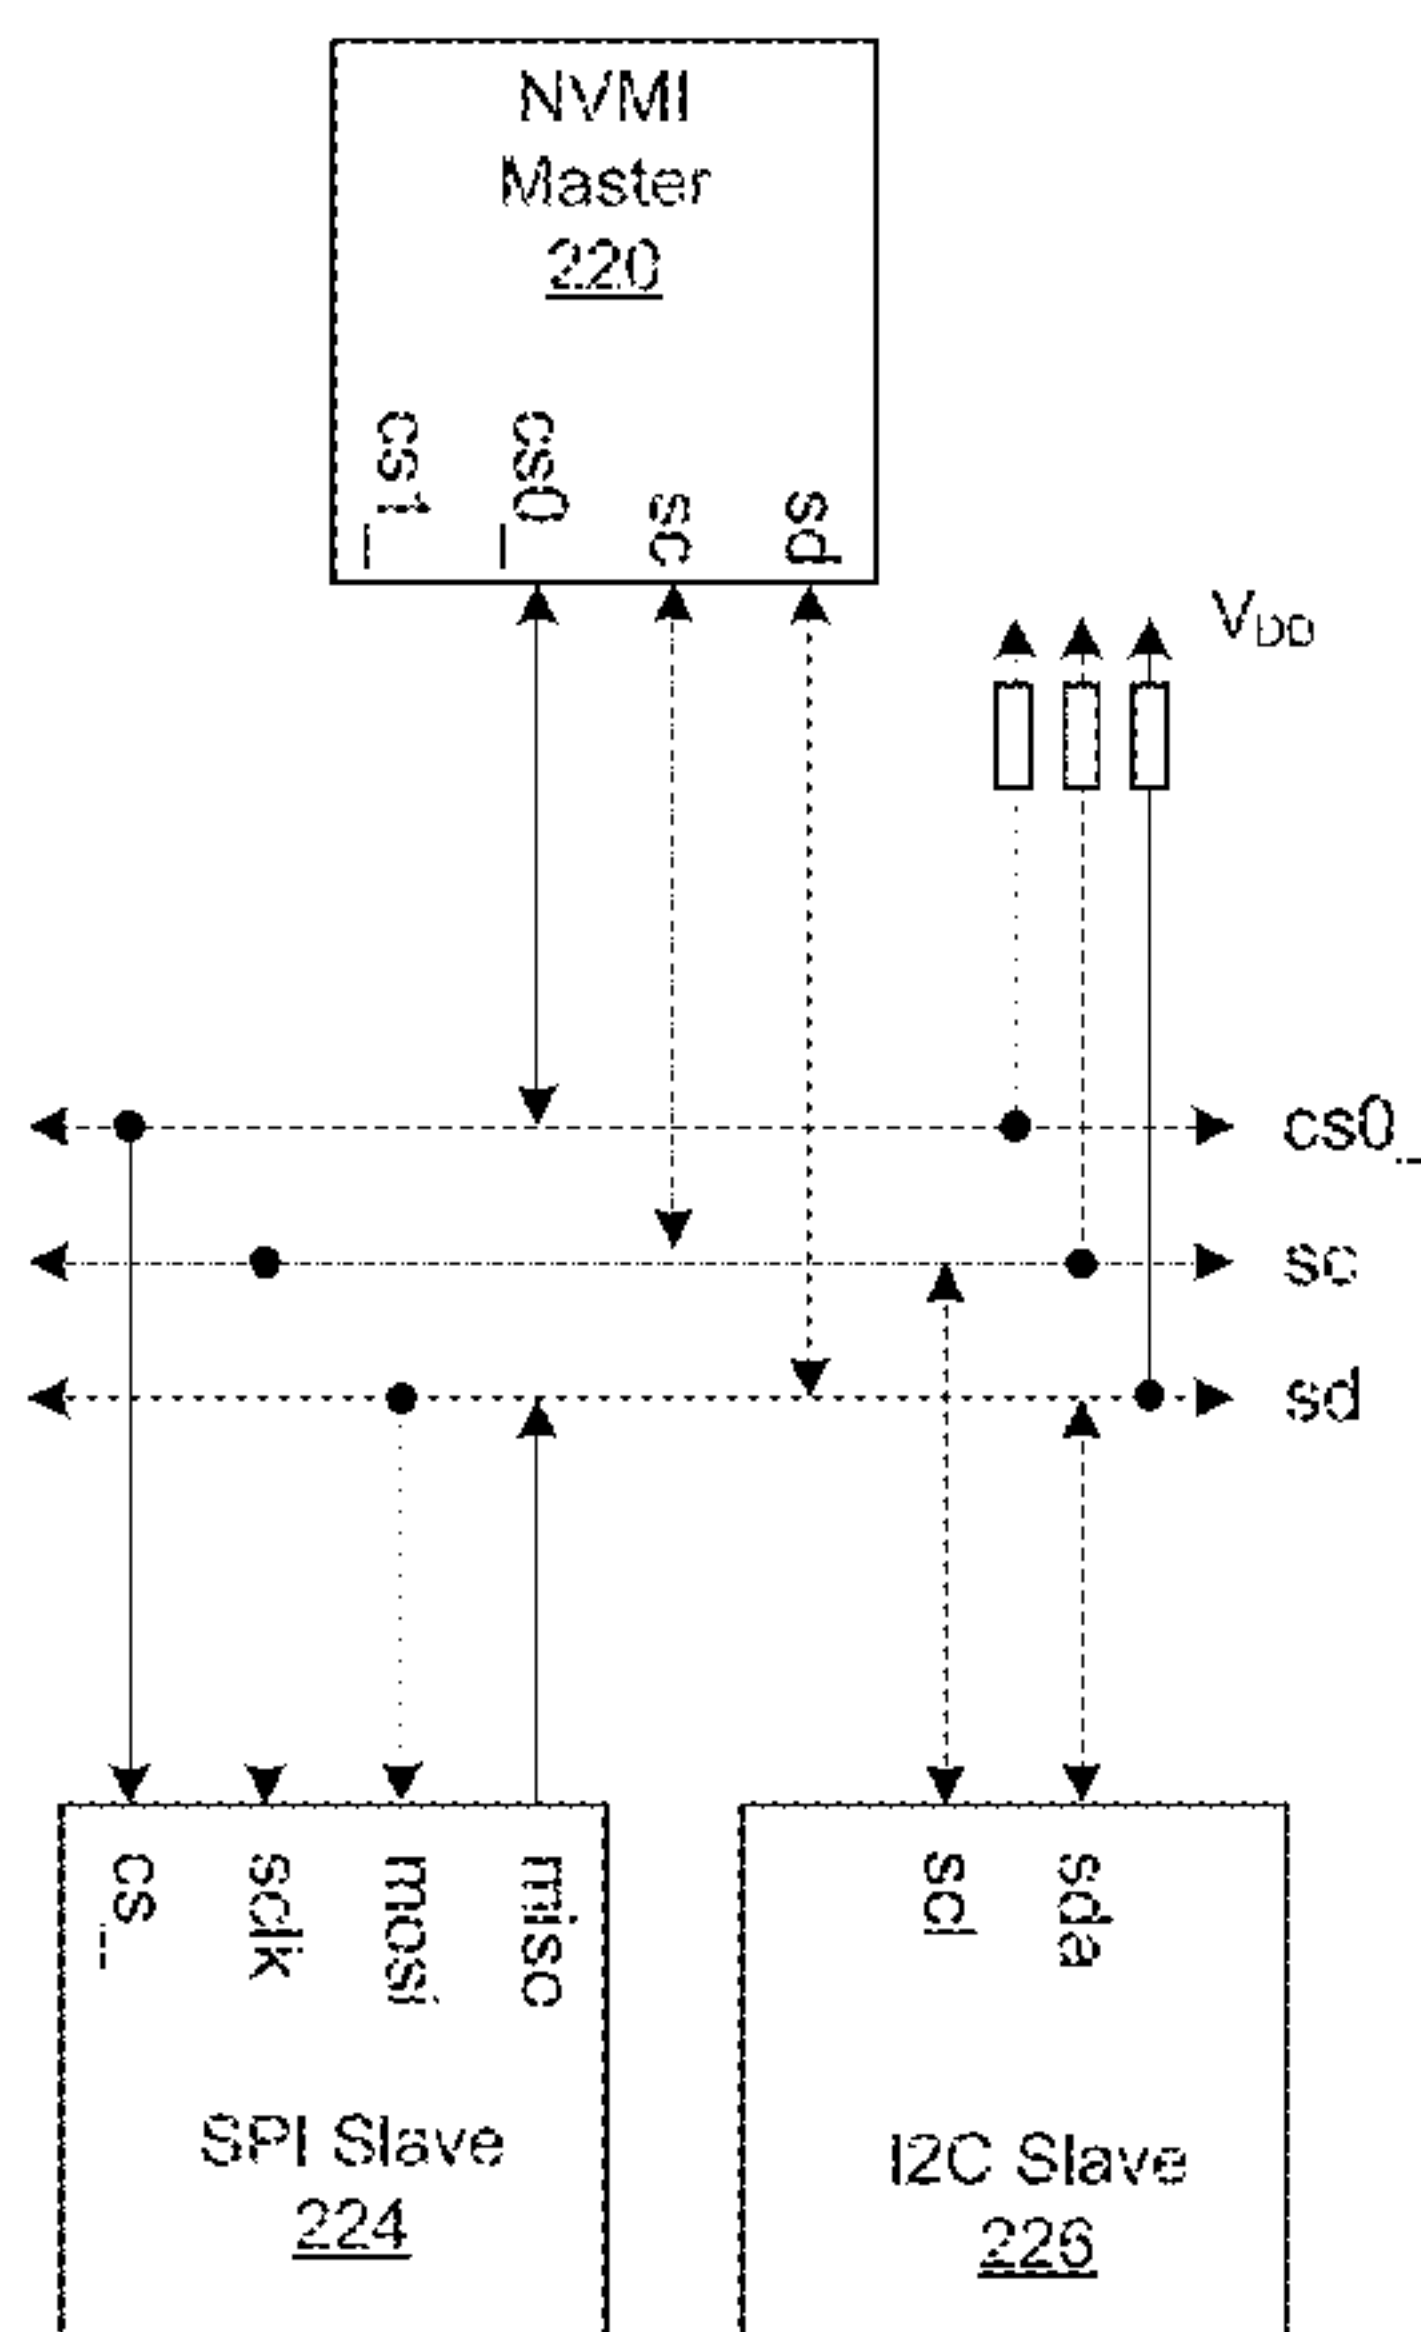 NVMI
Master
220
cs1_
cs0_
sc
sd
VDD
cs0_
sc
sd
cs_
sclk
mosi
miso
scl
sda
SPI Slave
224
I2C Slave
226